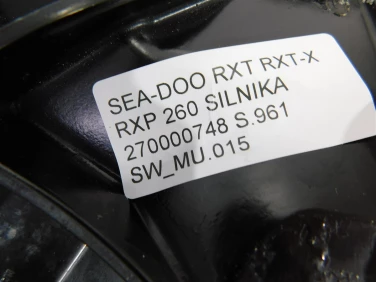 SEA-DOO RXT RXT-X
RXP 260 SILNIKA
270000748 S.961
SW_MU.015